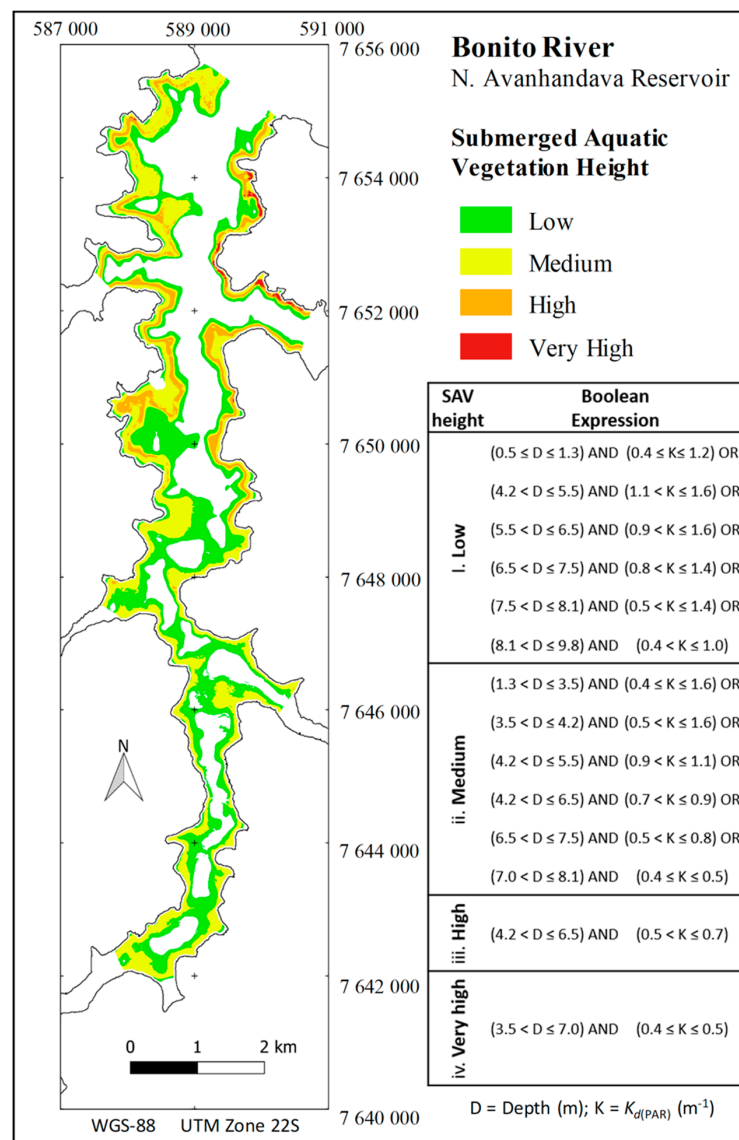 587 000 589 000 591 000
7 656 000
7 654 000
7 652 000
7 650 000
7 648 000
7 646 000
7 644 000
7 642 000
7 640 000
N
0 1 2 km
WGS-88 UTM Zone 22S
Bonito River
N. Avanhandava Reservoir
Submerged Aquatic
Vegetation Height
Low
Medium
High
Very High
SAV height Boolean Expression
I. Low
(0.5 ≤ D ≤ 1.3) AND (0.4 ≤ K ≤ 1.2) OR
(4.2 < D ≤ 5.5) AND (1.1 < K ≤ 1.6) OR
(5.5 < D ≤ 6.5) AND (0.9 < K ≤ 1.6) OR
(6.5 < D ≤ 7.5) AND (0.8 < K ≤ 1.4) OR
(7.5 < D ≤ 8.1) AND (0.5 < K ≤ 1.4) OR
(8.1 < D ≤ 9.8) AND (0.4 < K ≤ 1.0)
ii. Medium
(1.3 < D ≤ 3.5) AND (0.4 ≤ K ≤ 1.6) OR
(3.5 < D ≤ 4.2) AND (0.5 < K ≤ 1.6) OR
(4.2 < D ≤ 5.5) AND (0.9 < K ≤ 1.1) OR
(4.2 < D ≤ 6.5) AND (0.7 < K ≤ 0.9) OR
(6.5 < D ≤ 7.5) AND (0.5 < K ≤ 0.8) OR
(7.0 < D ≤ 8.1) AND (0.4 ≤ K ≤ 0.5)
iii. High
(4.2 < D ≤ 6.5) AND (0.5 < K ≤ 0.7)
iv. Very high
(3.5 < D ≤ 7.0) AND (0.4 ≤ K ≤ 0.5)
D = Depth (m); K = Kd(PAR) (m⁻¹)